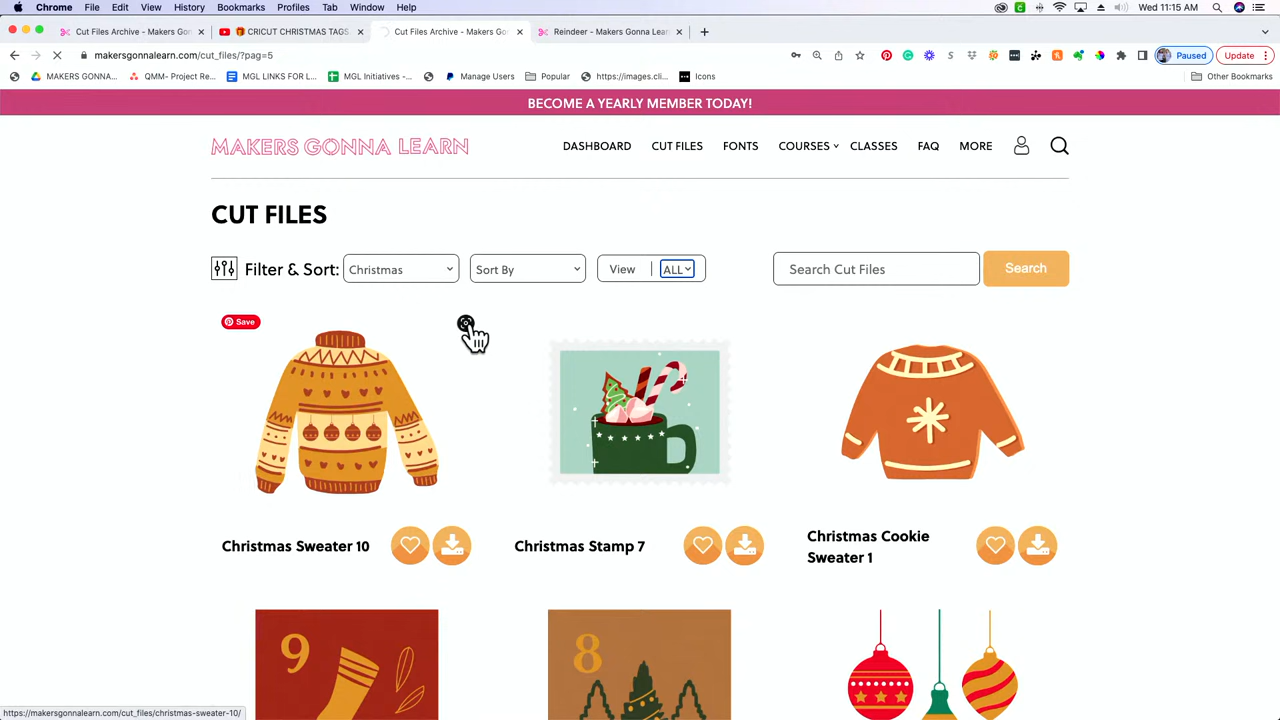 Chrome File Edit View History Bookmarks Profiles Tab Window Help Wed 11:15 AM
Cut Files Archive - Makers Gon CRICUT CHRISTMAS TAGS Cut Files Archive - Makers Gon Reindeer - Makers Gonna Lear
makersgonnalearn.com/cut_files/?pag=5 Paused Update
MAKERS GONNA... QMM- Project Re... MGL LINKS FOR L... MGL Initiatives -... Manage Users Popular https://images.cli... Icons Other Bookmarks
BECOME A YEARLY MEMBER TODAY!
MAKERS GONNA LEARN DASHBOARD CUT FILES FONTS COURSES CLASSES FAQ MORE
CUT FILES
Filter & Sort: Christmas Sort By View ALL Search Cut Files Search
Save
Christmas Sweater 10 Christmas Stamp 7 Christmas Cookie
Sweater 1
9 8
https://makersgonnalearn.com/cut_files/christmas-sweater-10/